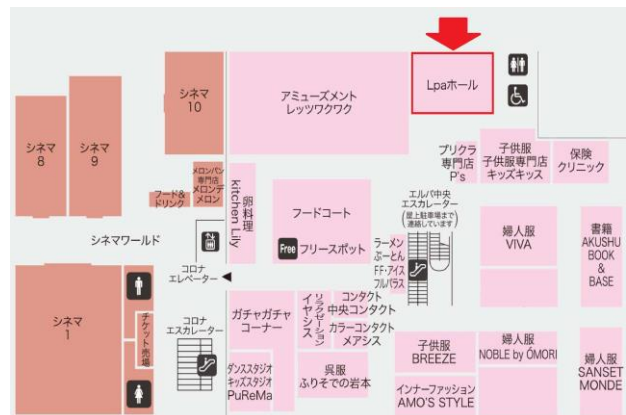 Lpaホール
シネマ
10
アミューズメント
レッツワクワク
シネマ
8
シネマ
9
プリクラ
専門店
P's
子供服
子供服専門店
キッズキッス
保険
クリニック
メロンパン
専門店
メロンデ
メロン
フード&
ドリンク
卵料理
kitchen Lily
フードコート
Free フリースポット
エルパ中央
エスカレーター
(屋上駐車場まで
連絡しています)
ラーメン
ぶーとん
FF・アイス
フルパラス
婦人服
VIVA
書籍
AKUSHU
BOOK
&
BASE
シネマワールド
コロナ
エレベーター
シネマ
1
チケット売場
コロナ
エスカレーター
ガチャガチャ
コーナー
リラクゼーション
イヤシス
コンタクト
中央コンタクト
カラーコンタクト
メアシス
ダンススタジオ
キッズスタジオ
PuReMa
呉服
ふりそでの岩本
子供服
BREEZE
婦人服
NOBLE by ŌMORI
インナーファッション
AMO'S STYLE
婦人服
SANSET
MONDE